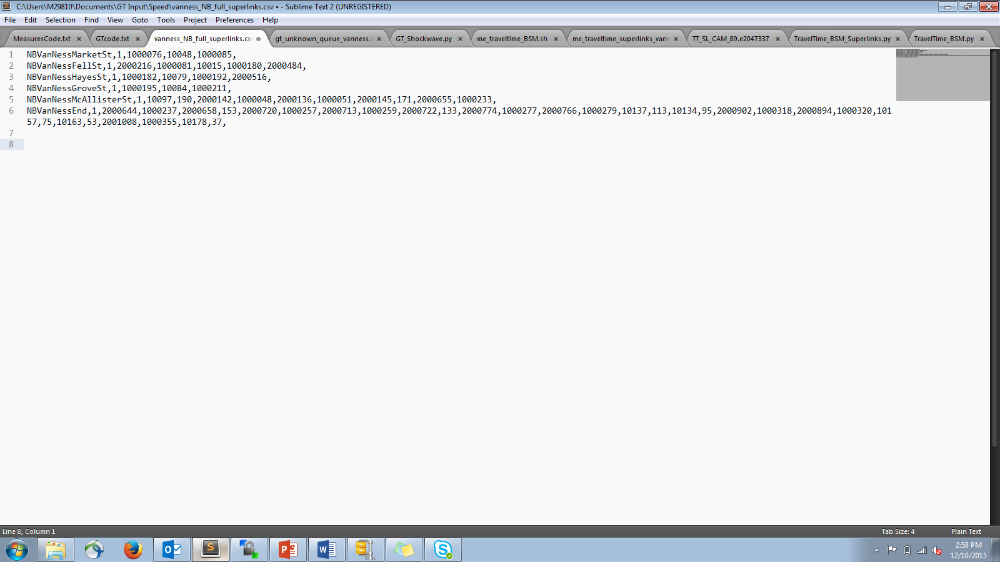 C:\Users\M29810\Documents\GT Input\Speed\vanness_NB_full_superlinks.csv • - Sublime Text 2 (UNREGISTERED)
File Edit Selection Find View Goto Tools Project Preferences Help
MeasuresCode.txt × GTcode.txt × vanness_NB_full_superlinks.csv gt_unknown_queue_vanness.s × GT_Shockwave.py × me_traveltime_BSM.sh × me_traveltime_superlinks_vann × TT_SL_CAM_89.e2047337 × TravelTime_BSM_Superlinks.py × TravelTime_BSM.py ×
1 NBVanNessMarketSt,1,1000076,10048,1000085,
2 NBVanNessFellSt,1,2000216,1000081,10015,1000180,2000484,
3 NBVanNessHayesSt,1,1000182,10079,1000192,2000516,
4 NBVanNessGroveSt,1,1000195,10084,1000211,
5 NBVanNessMcAllisterSt,1,10097,190,2000142,1000048,2000136,1000051,2000145,171,2000655,1000233,
6 NBVanNessEnd,1,2000644,1000237,2000658,153,2000720,1000257,2000713,1000259,2000722,133,2000774,1000277,2000766,1000279,10137,113,10134,95,2000902,1000318,2000894,1000320,101
57,75,10163,53,2001008,1000355,10178,37,
7
8
Line 8, Column 1 Tab Size: 4 Plain Text
2:58 PM
12/10/2015